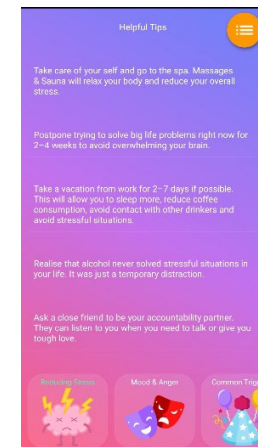 Helpful Tips
Take care of your self and go to the spa. Massages
& Sauna will relax your body and reduce your overall
stress.
Postpone trying to solve big life problems right now for
2-4 weeks to avoid overwhelming your brain.
Take a vacation from work for 2-7 days if possible.
This will allow you to sleep more, reduce coffee
consumption, avoid contact with other drinkers and
avoid stressful situations.
Realise that alcohol never solved stressful situations in
your life. It was just a temporary distraction.
Ask a close friend to be your accountability partner.
They can listen to you when you need to talk or give you
tough love.
Reducing Stress
Mood & Anger
Common Trig